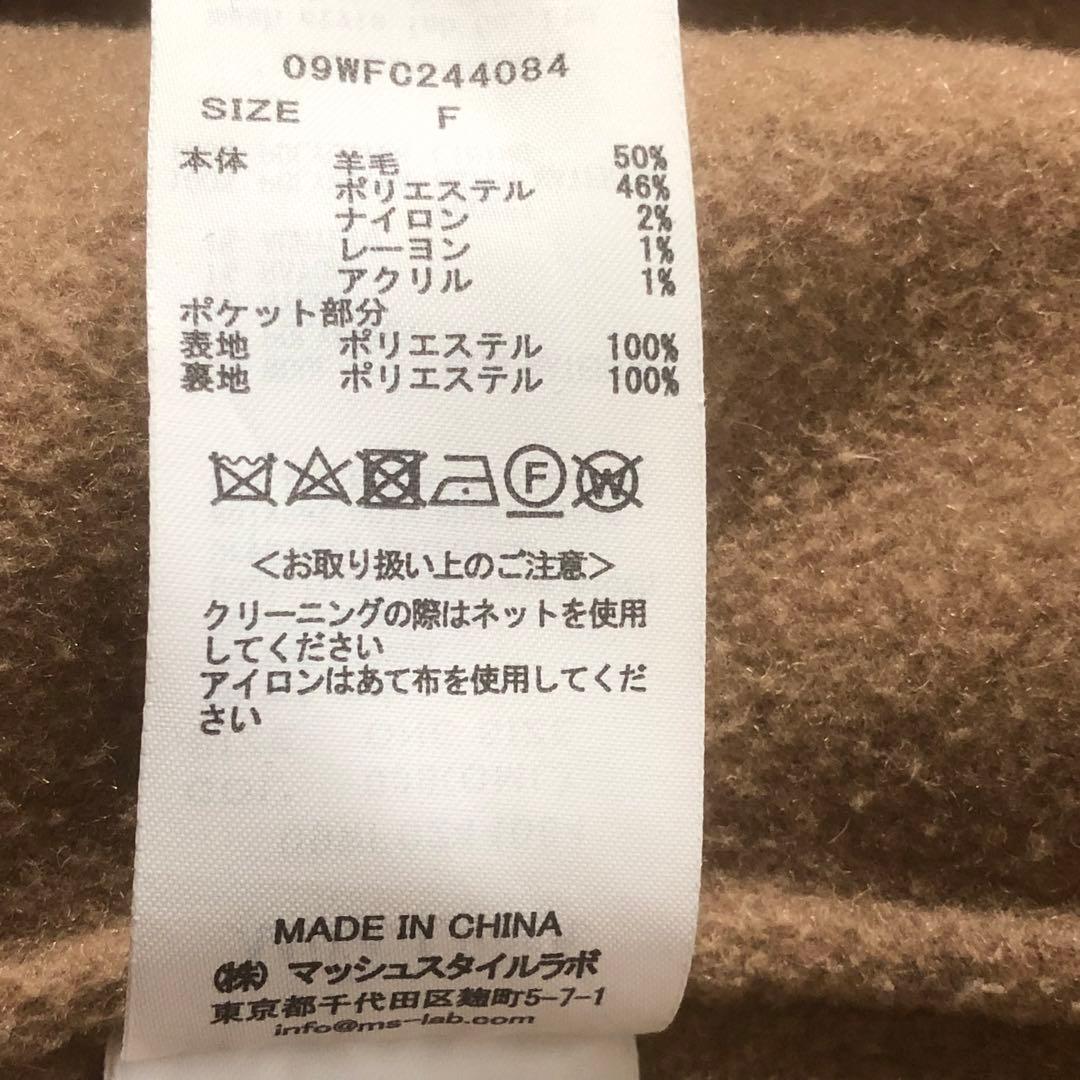 09WFC244084
SIZE F
本体 羊毛 50%
ポリエステル 46%
ナイロン 2%
レーヨン 1%
アクリル 1%
ポケット部分
表地 ポリエステル 100%
裏地 ポリエステル 100%
F W
<お取り扱い上のご注意>
クリーニングの際はネットを使用
してください
アイロンはあて布を使用してくだ
さい
MADE IN CHINA
(株) マッシュスタイルラボ
東京都千代田区麹町5-7-1
info@ms-lab.com